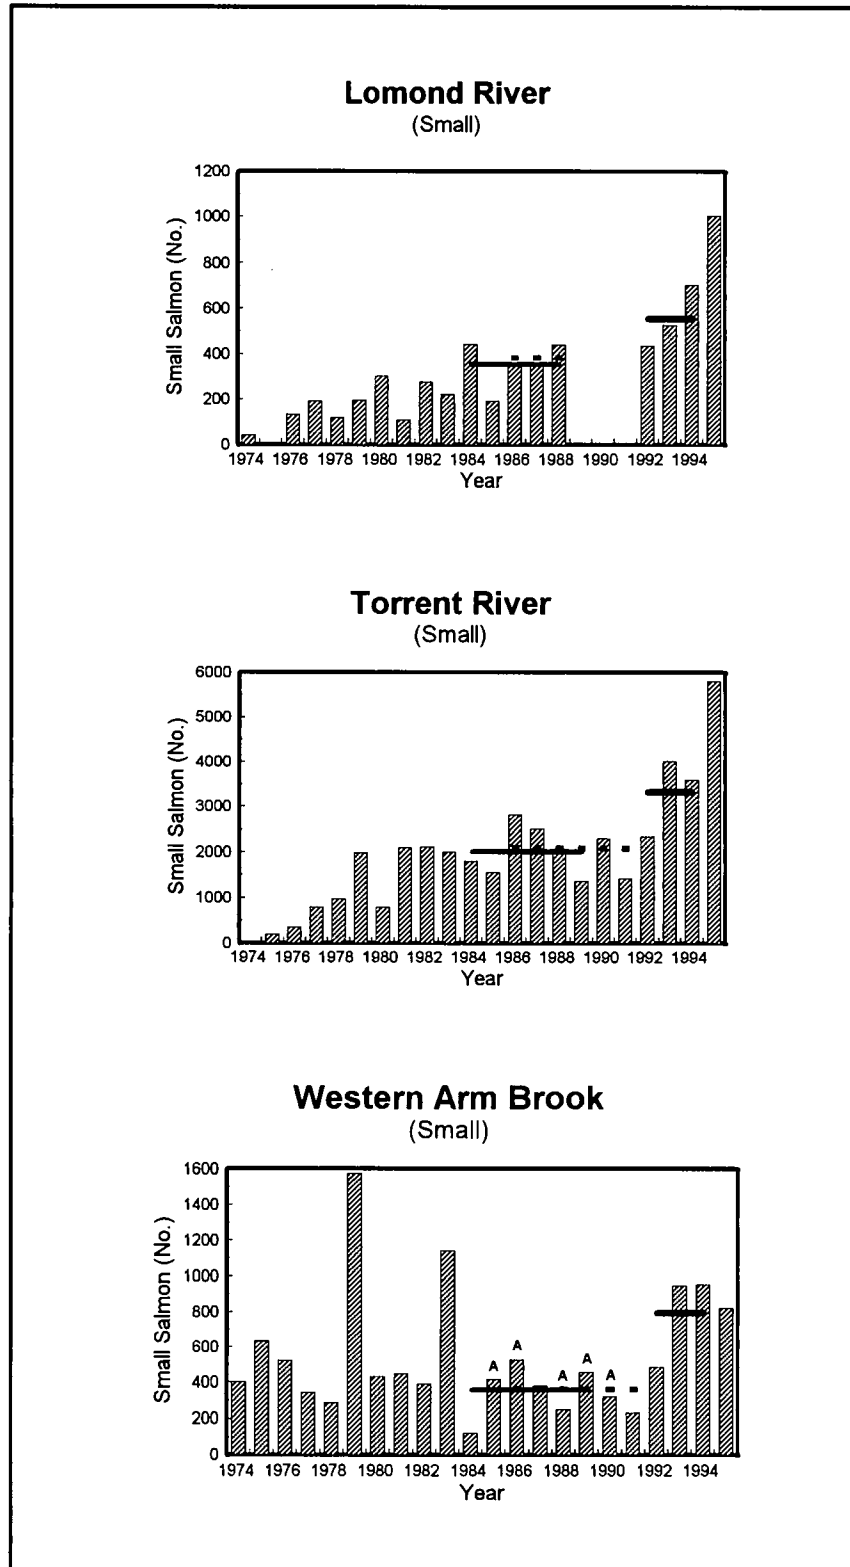 Lomond River
(Small)
1200
1000
800
600
400
200
0
Small Salmon (No.)
1974 1976 1978 1980 1982 1984 1986 1988 1990 1992 1994
Year
Torrent River
(Small)
6000
5000
4000
3000
2000
1000
0
Small Salmon (No.)
1974 1976 1978 1980 1982 1984 1986 1988 1990 1992 1994
Year
Western Arm Brook
(Small)
1600
1400
1200
1000
800
600
400
200
0
Small Salmon (No.)
A A A A A
1974 1976 1978 1980 1982 1984 1986 1988 1990 1992 1994
Year